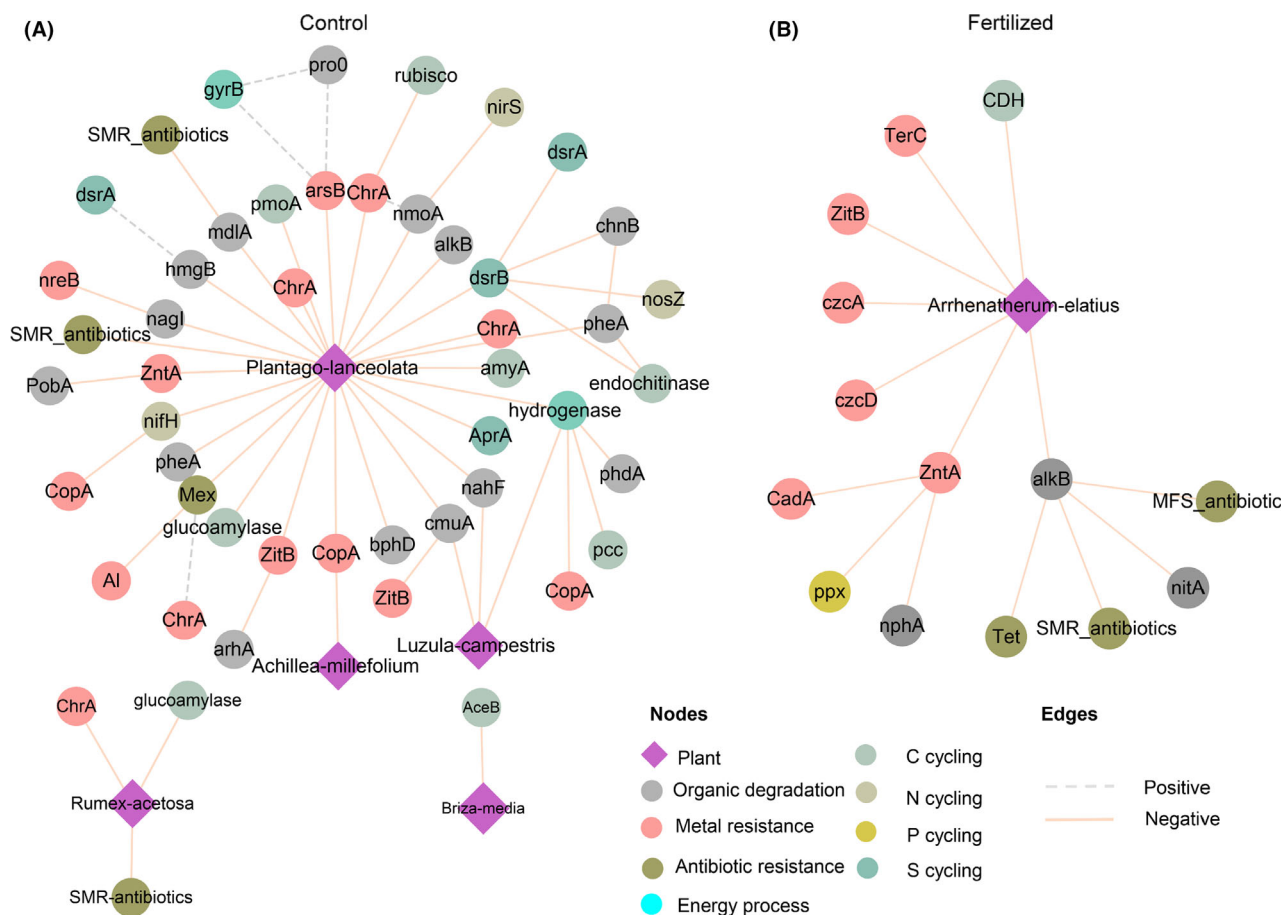 (A)
Control
(B)
Fertilized
pro0
gyrB
rubisco
nirS
SMR_antibiotics
dsrA
dsrA
pmoA
arsB
ChrA
nmoA
mdlA
alkB
chnB
hmgB
dsrB
nreB
ChrA
nosZ
nagI
SMR_antibiotics
ChrA
pheA
Plantago-lanceolata
PobA
ZntA
amyA
endochitinase
hydrogenase
nifH
AprA
pheA
phdA
CopA
Mex
nahF
glucoamylase
cmuA
bphD
pcc
ZitB
CopA
Al
ZitB
CopA
ChrA
arhA
Achillea-millefolium
Luzula-campestris
ChrA
glucoamylase
AceB
Rumex-acetosa
Briza-media
SMR-antibiotics
CDH
TerC
ZitB
czcA
Arrhenatherum-elatius
czcD
CadA
ZntA
alkB
MFS_antibiotic
ppx
nphA
nitA
Tet
SMR_antibiotics
Nodes
Plant
Organic degradation
Metal resistance
Antibiotic resistance
Energy process
C cycling
N cycling
P cycling
S cycling
Edges
Positive
Negative